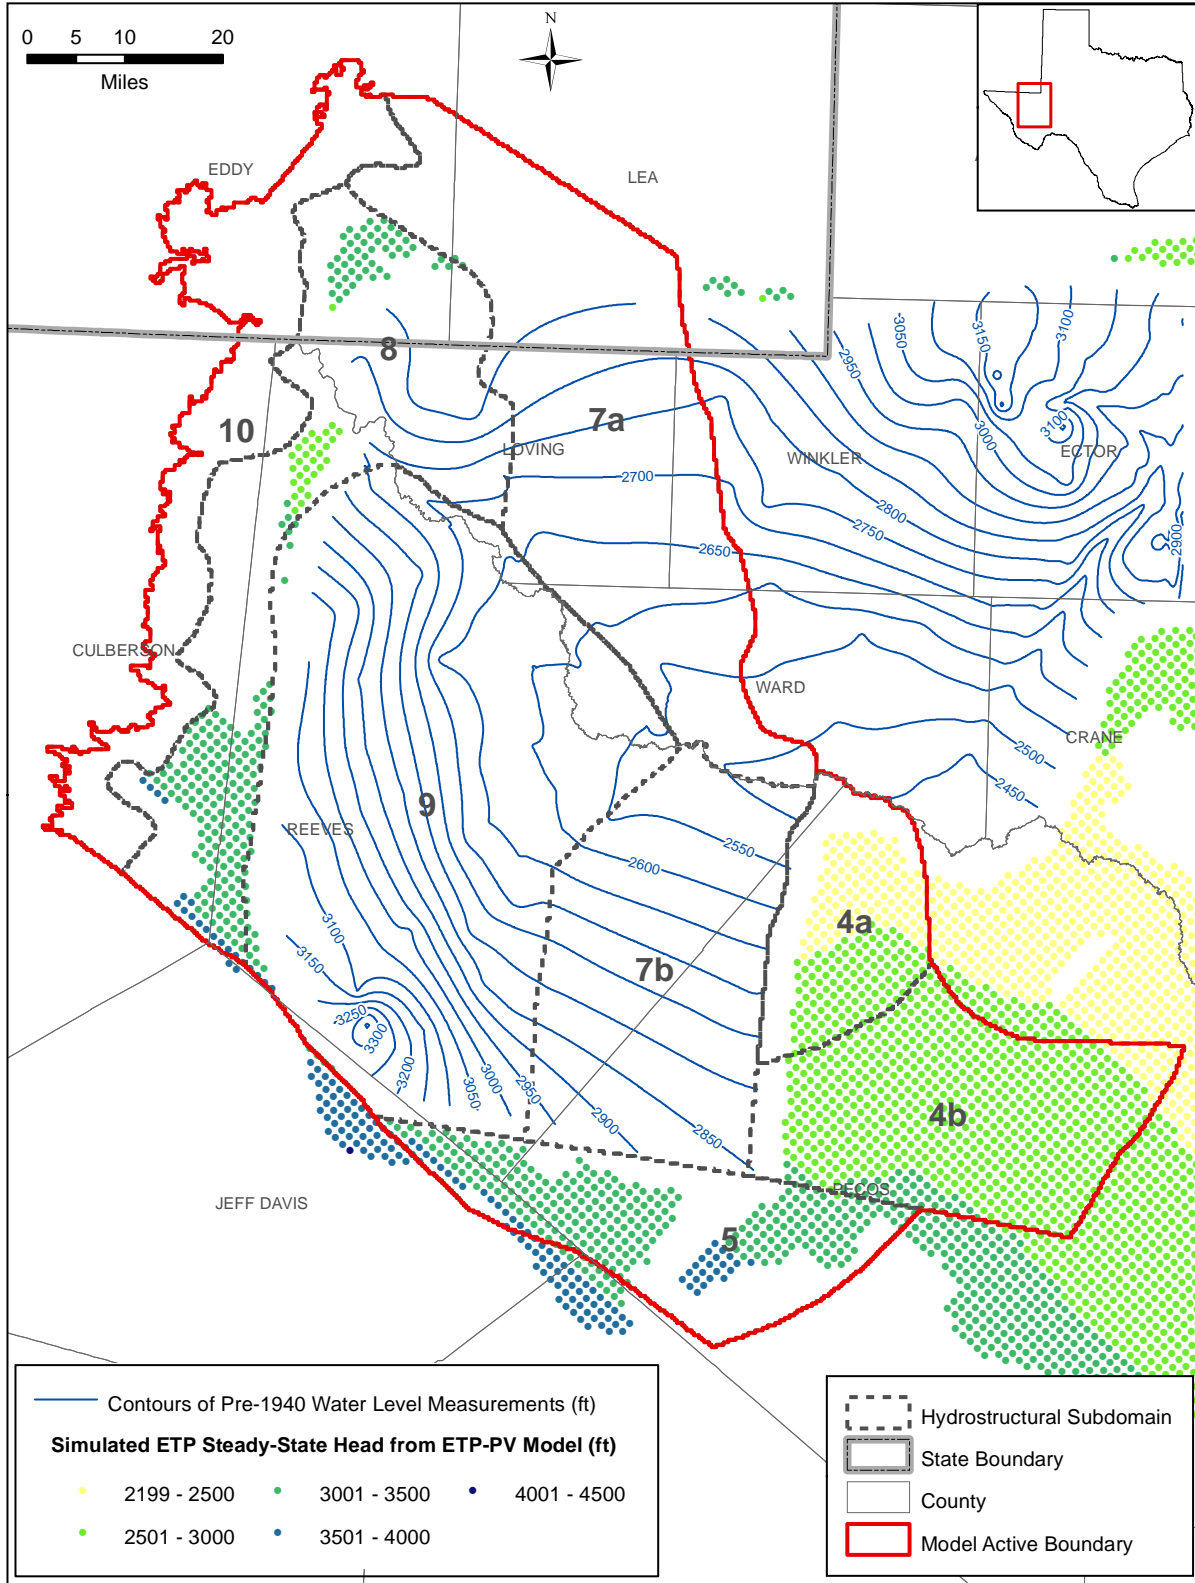 0 5 10 20
Miles
N
EDDY
LEA
8
10
7a
LOVING
WINKLER
ECTOR
3050
3150
3100
2950
3000
3100
2700
2800
2750
2650
2900
CULBERSON
WARD
CRANE
2500
2450
9
REEVES
2550
2600
4a
7b
3100
3150
3250
3300
3200
3050
3000
2950
2900
2850
4b
PECOS
JEFF DAVIS
5
Contours of Pre-1940 Water Level Measurements (ft)
Simulated ETP Steady-State Head from ETP-PV Model (ft)
2199 - 2500
3001 - 3500
4001 - 4500
2501 - 3000
3501 - 4000
Hydrostructural Subdomain
State Boundary
County
Model Active Boundary